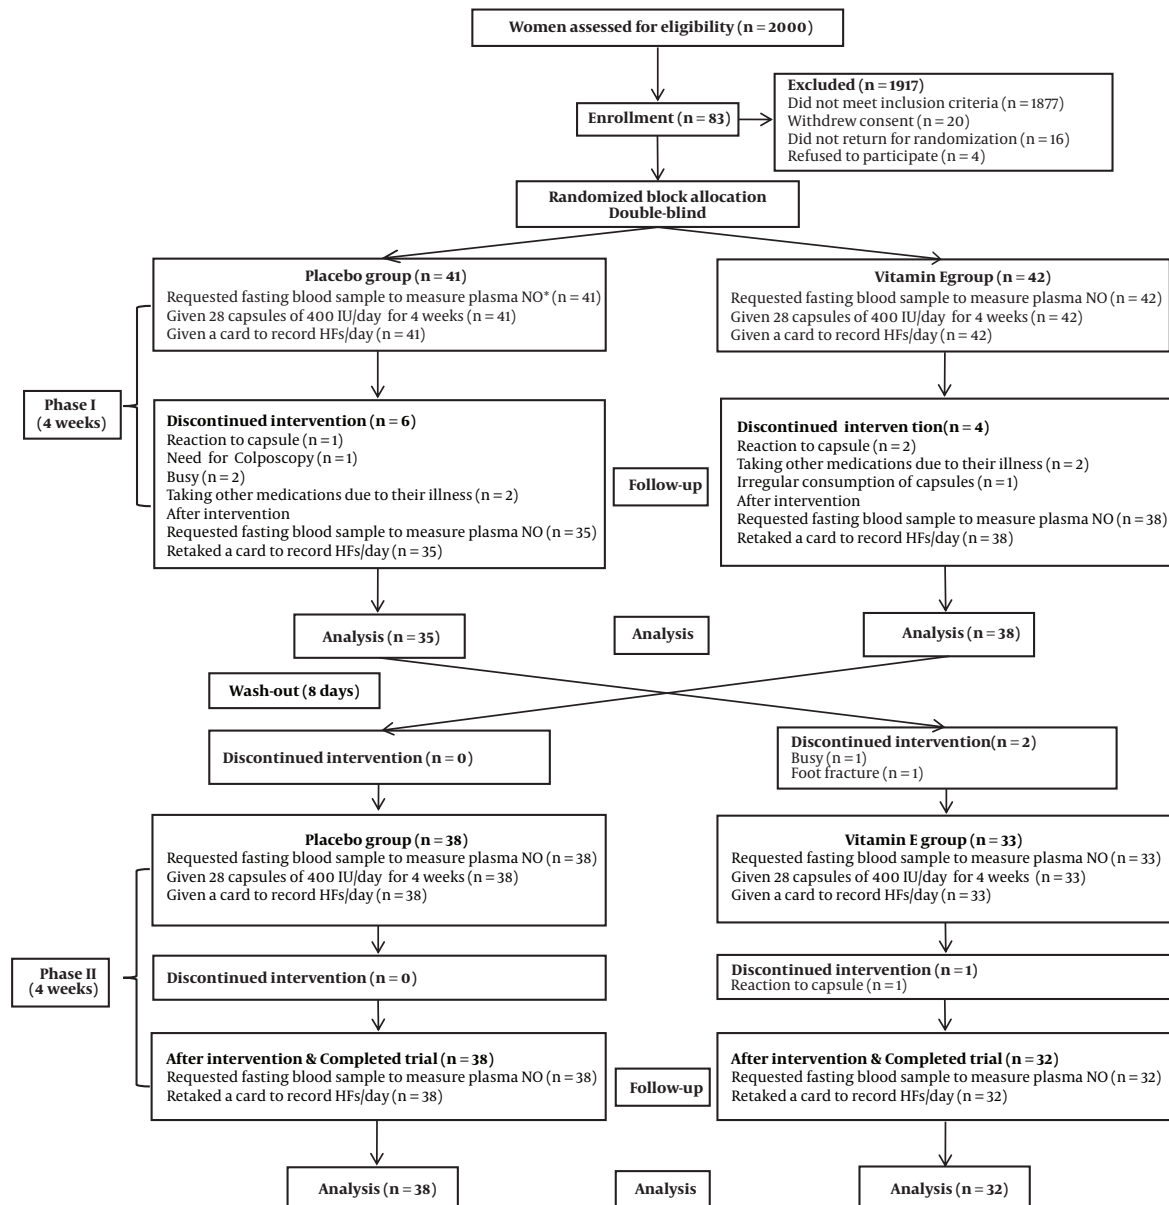 Women assessed for eligibility (n = 2000)
Excluded (n = 1917)
Did not meet inclusion criteria (n = 1877)
Withdrew consent (n = 20)
Did not return for randomization (n = 16)
Refused to participate (n = 4)
Enrollment (n = 83)
Randomized block allocation
Double-blind
Placebo group (n = 41)
Requested fasting blood sample to measure plasma NO* (n = 41)
Given 28 capsules of 400 IU/day for 4 weeks (n = 41)
Given a card to record HFs/day (n = 41)
Vitamin Egroup (n = 42)
Requested fasting blood sample to measure plasma NO (n = 42)
Given 28 capsules of 400 IU/day for 4 weeks (n = 42)
Given a card to record HFs/day (n = 42)
Phase I
(4 weeks)
Discontinued intervention (n = 6)
Reaction to capsule (n = 1)
Need for Colposcopy (n = 1)
Busy (n = 2)
Taking other medications due to their illness (n = 2)
After intervention
Requested fasting blood sample to measure plasma NO (n = 35)
Retaked a card to record HFs/day (n = 35)
Follow-up
Discontinued intervention(n = 4)
Reaction to capsule (n = 2)
Taking other medications due to their illness (n = 2)
Irregular consumption of capsules (n = 1)
After intervention
Requested fasting blood sample to measure plasma NO (n = 38)
Retaked a card to record HFs/day (n = 38)
Analysis (n = 35)
Analysis
Analysis (n = 38)
Wash-out (8 days)
Discontinued intervention (n = 0)
Discontinued intervention(n = 2)
Busy (n = 1)
Foot fracture (n = 1)
Placebo group (n = 38)
Requested fasting blood sample to measure plasma NO (n = 38)
Given 28 capsules of 400 IU/day for 4 weeks (n = 38)
Given a card to record HFs/day (n = 38)
Vitamin E group (n = 33)
Requested fasting blood sample to measure plasma NO (n = 33)
Given 28 capsules of 400 IU/day for 4 weeks (n = 33)
Given a card to record HFs/day (n = 33)
Phase II
(4 weeks)
Discontinued intervention (n = 0)
Discontinued intervention (n = 1)
Reaction to capsule (n = 1)
After intervention & Completed trial (n = 38)
Requested fasting blood sample to measure plasma NO (n = 38)
Retaked a card to record HFs/day (n = 38)
Follow-up
After intervention & Completed trial (n = 32)
Requested fasting blood sample to measure plasma NO (n = 32)
Retaked a card to record HFs/day (n = 32)
Analysis (n = 38)
Analysis
Analysis (n = 32)